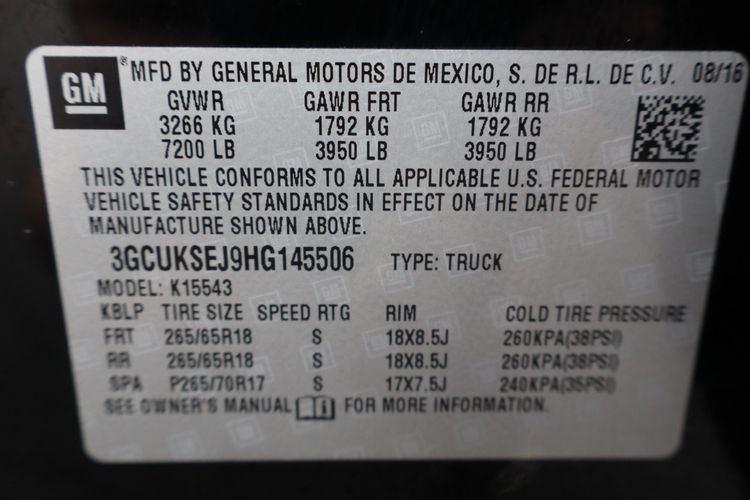 GM ® MFD BY GENERAL MOTORS DE MEXICO, S. DE R.L. DE C.V. 08/16
GVWR GAWR FRT GAWR RR
3266 KG 1792 KG 1792 KG
7200 LB 3950 LB 3950 LB
THIS VEHICLE CONFORMS TO ALL APPLICABLE U.S. FEDERAL MOTOR
VEHICLE SAFETY STANDARDS IN EFFECT ON THE DATE OF
MANUFACTURE SHOWN ABOVE.
3GCUKSEJ9HG145506 TYPE: TRUCK
MODEL: K15543
KBLP TIRE SIZE SPEED RTG RIM COLD TIRE PRESSURE
FRT 265/65R18 S 18X8.5J 260KPA(38PSI)
RR 265/65R18 S 18X8.5J 260KPA(38PSI)
SPA P265/70R17 S 17X7.5J 240KPA(35PSI)
SEE OWNER'S MANUAL FOR MORE INFORMATION.